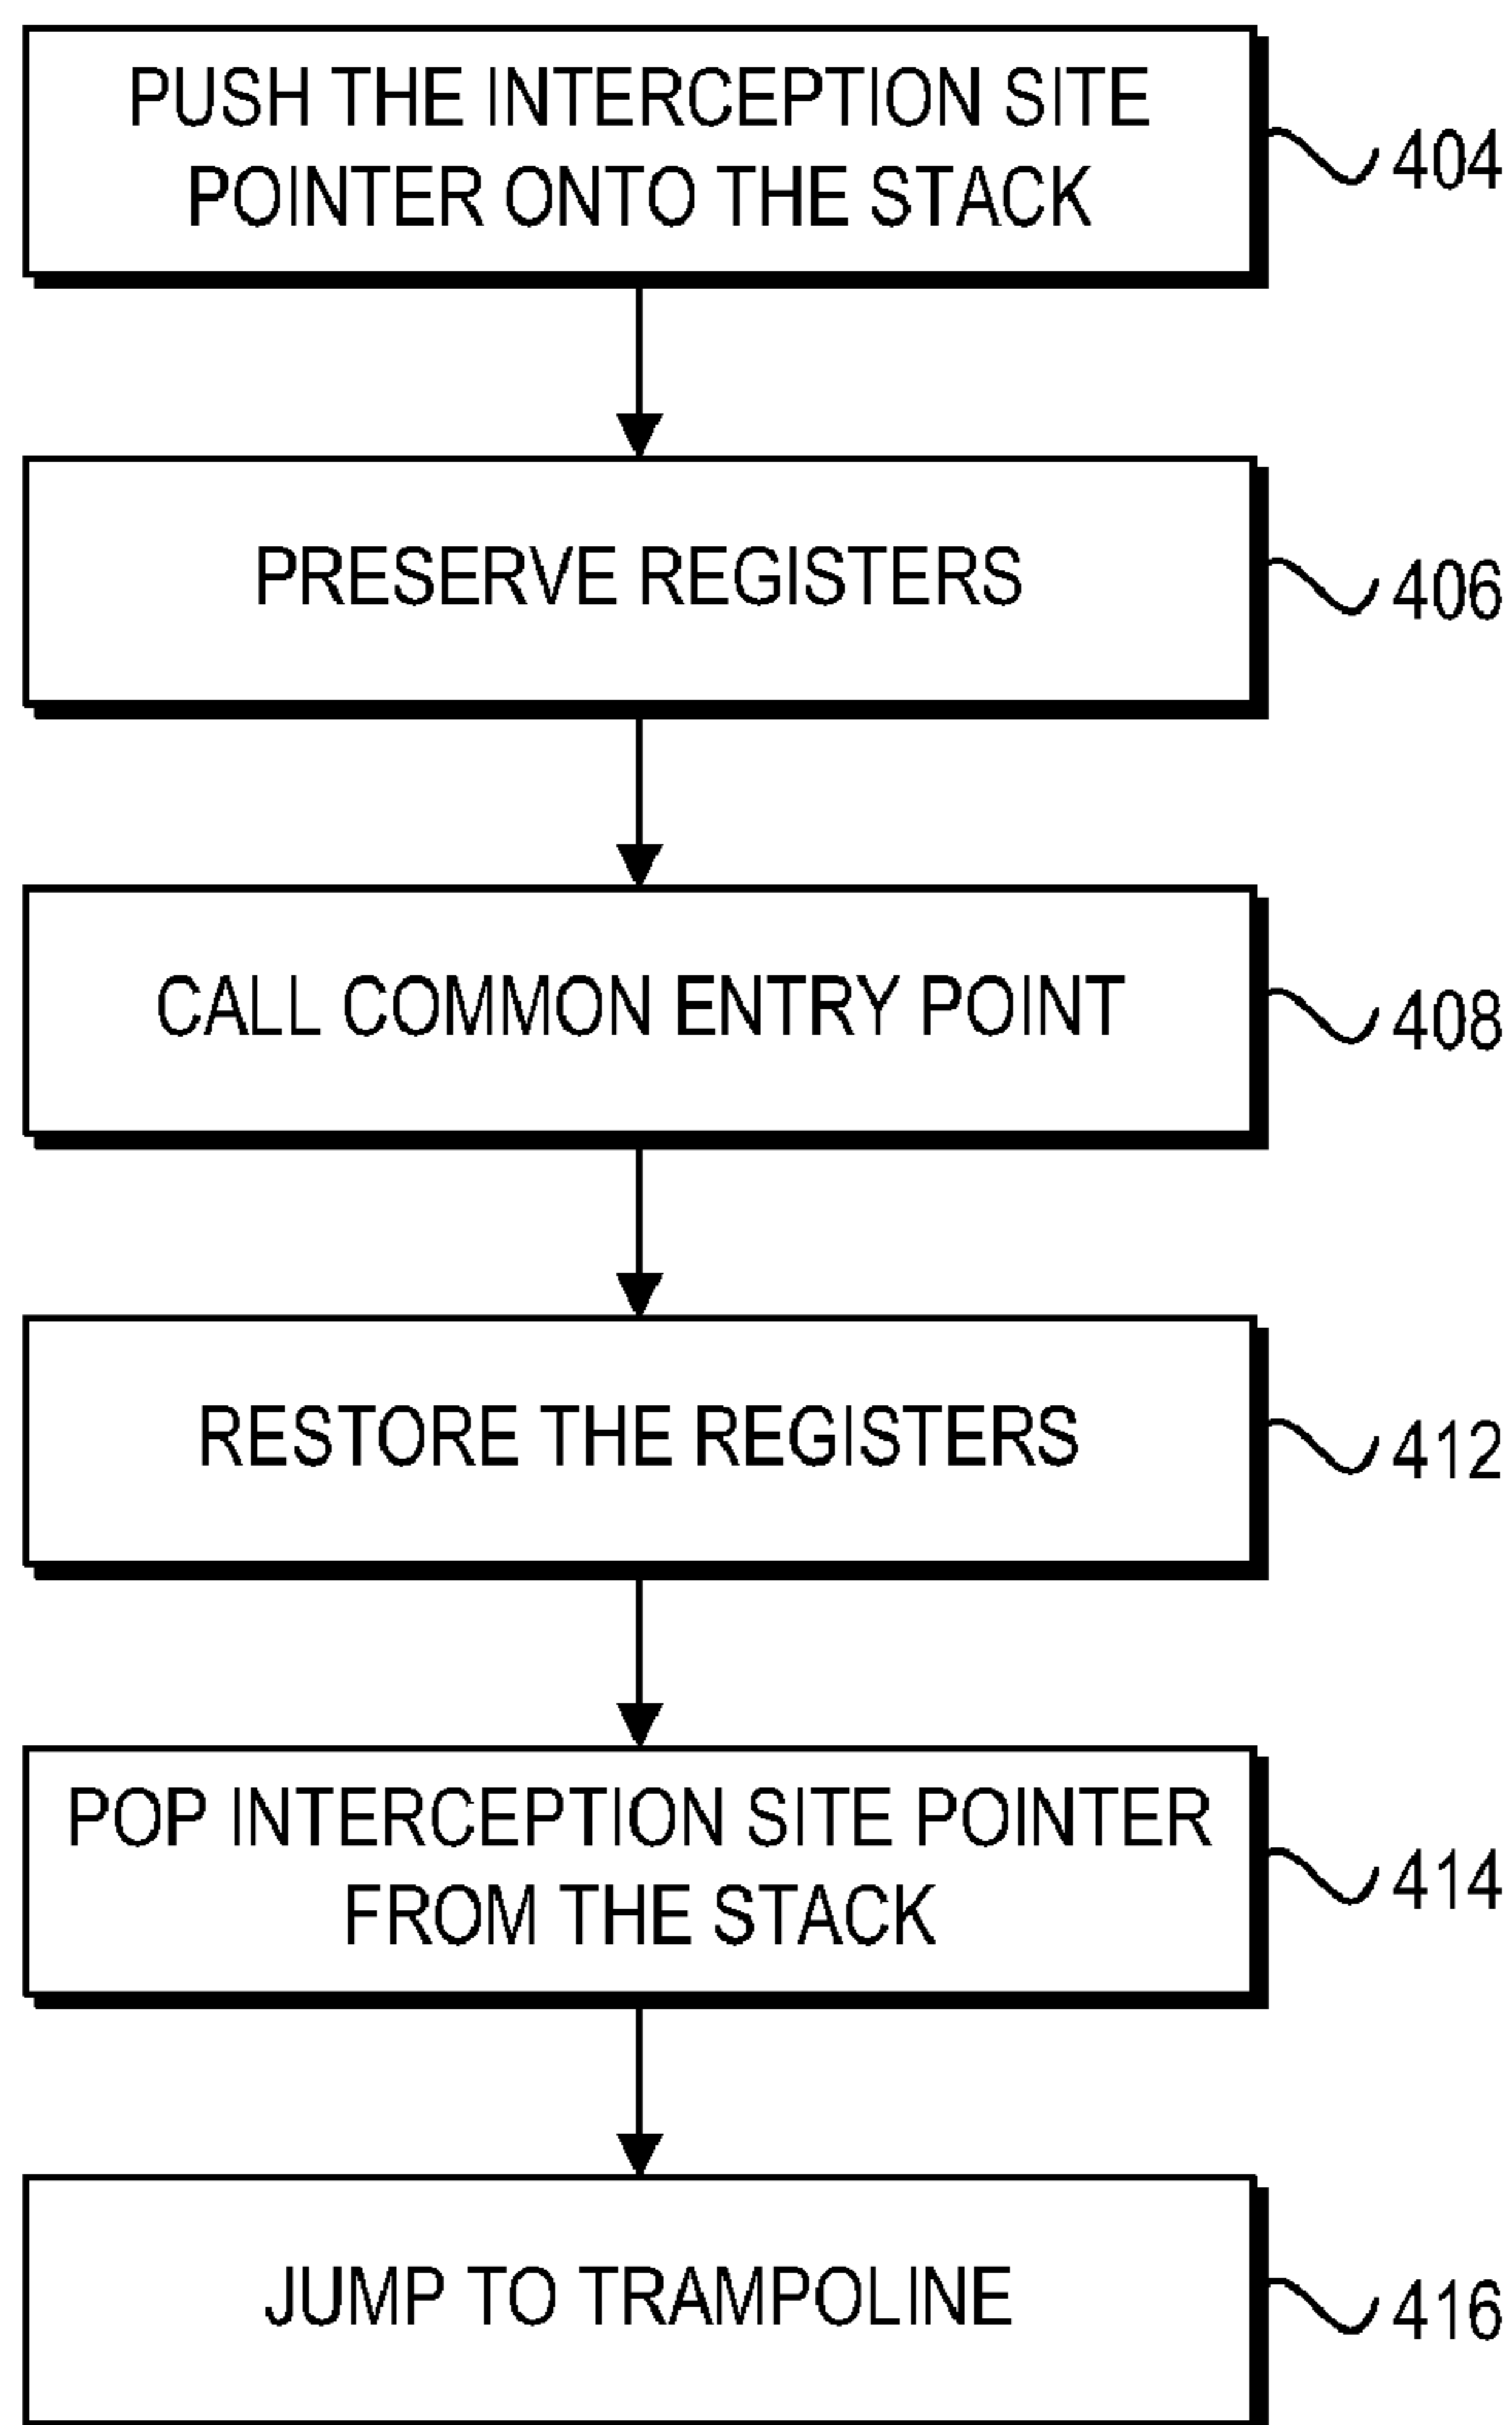 PUSH THE INTERCEPTION SITE
POINTER ONTO THE STACK
404
PRESERVE REGISTERS
406
CALL COMMON ENTRY POINT
408
RESTORE THE REGISTERS
412
POP INTERCEPTION SITE POINTER
FROM THE STACK
414
JUMP TO TRAMPOLINE
416